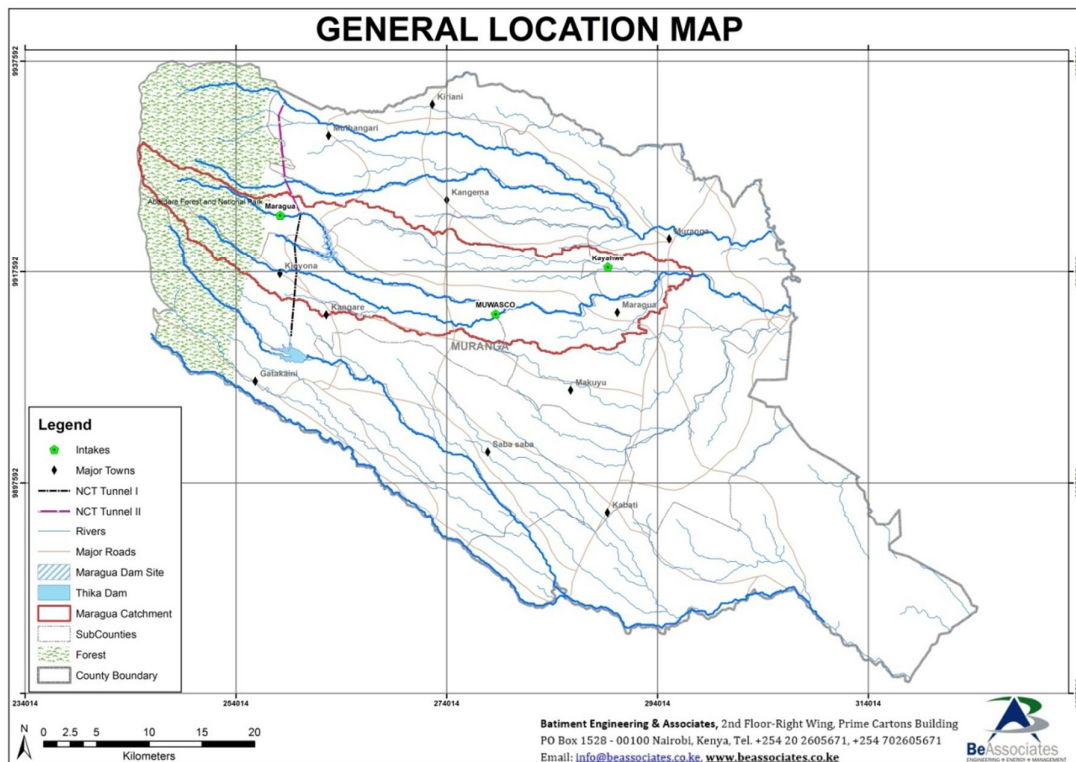 GENERAL LOCATION MAP
9937592
Kiriani
Muthangari
Kangema
Aberdare Forest and National Park
Maragua
Muranga
Kayahwe
9917592
Kinyona
MUWASCO
Maragua
Kangare
MURANGA
Gatakaini
Makuyu
Saba saba
9897592
Kabati
Legend
Intakes
Major Towns
NCT Tunnel I
NCT Tunnel II
Rivers
Major Roads
Maragua Dam Site
Thika Dam
Maragua Catchment
SubCounties
Forest
County Boundary
234014
254014
274014
294014
314014
N
0 2.5 5 10 15 20
Kilometers
Batiment Engineering & Associates, 2nd Floor-Right Wing, Prime Cartons Building
PO Box 1528 - 00100 Nairobi, Kenya, Tel. +254 20 2605671, +254 702605671
Email: info@beassociates.co.ke, www.beassociates.co.ke
BeAssociates
ENGINEERING ENERGY MANAGEMENT